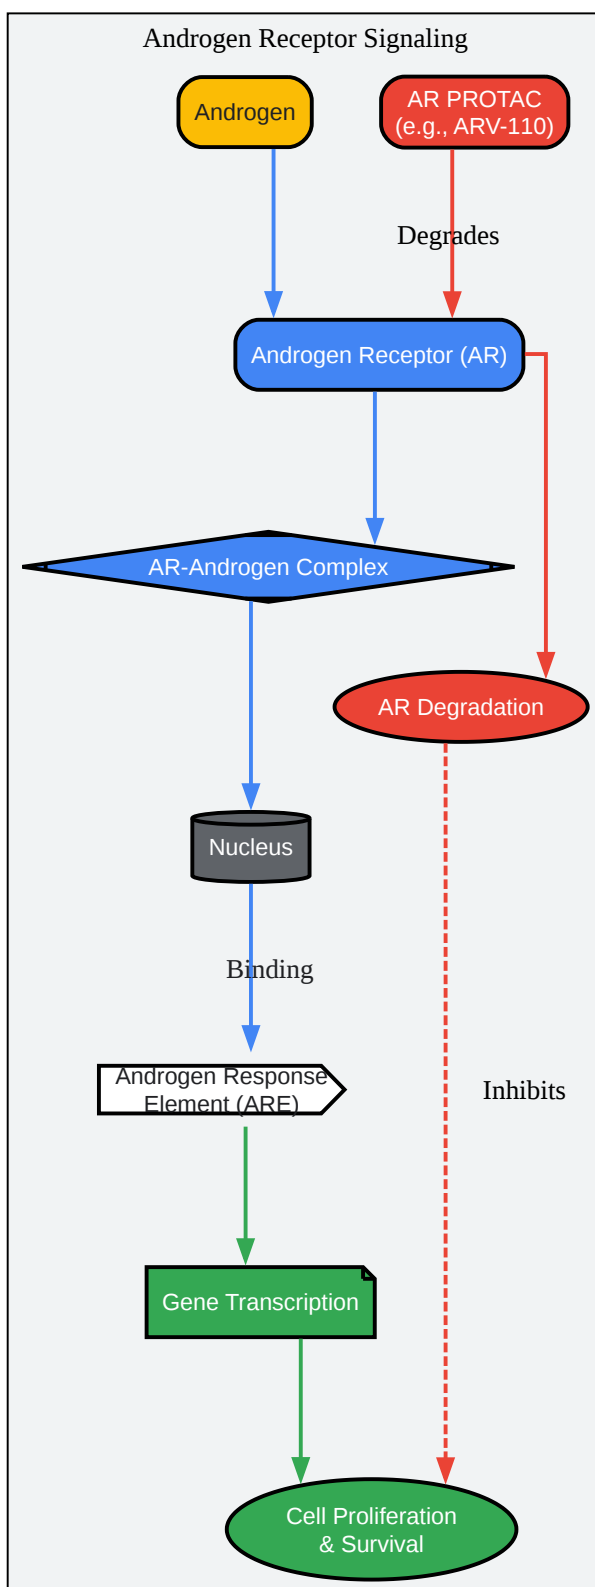 Androgen Receptor Signaling
Androgen
AR PROTAC
(e.g., ARV-110)
Degrades
Androgen Receptor (AR)
AR-Androgen Complex
AR Degradation
Nucleus
Binding
Androgen Response
Element (ARE)
Inhibits
Gene Transcription
Cell Proliferation
& Survival